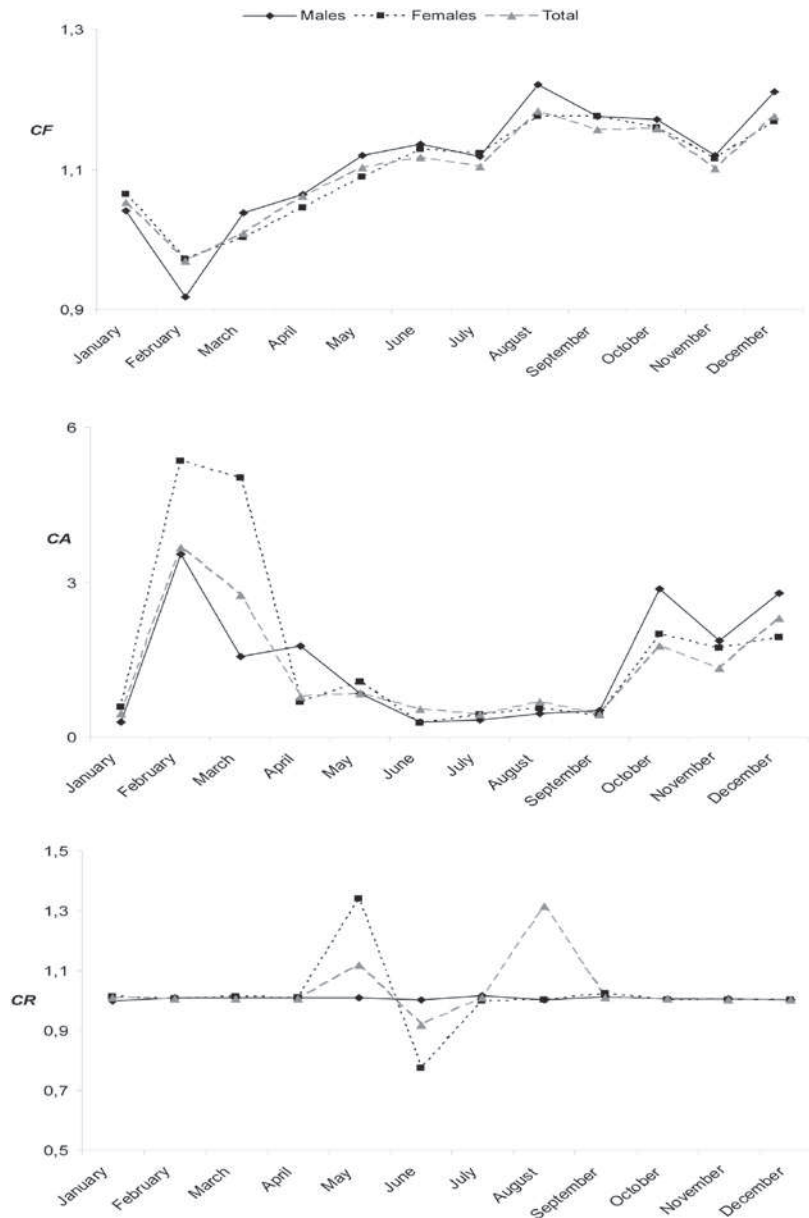 Males Females Total
1,3
CF
1,1
0,9
January February March April May June July August September October November December
6
CA
3
0
January February March April May June July August September October November December
1,5
1,3
1,1
CR
0,9
0,7
0,5
January February March April May June July August September October November December